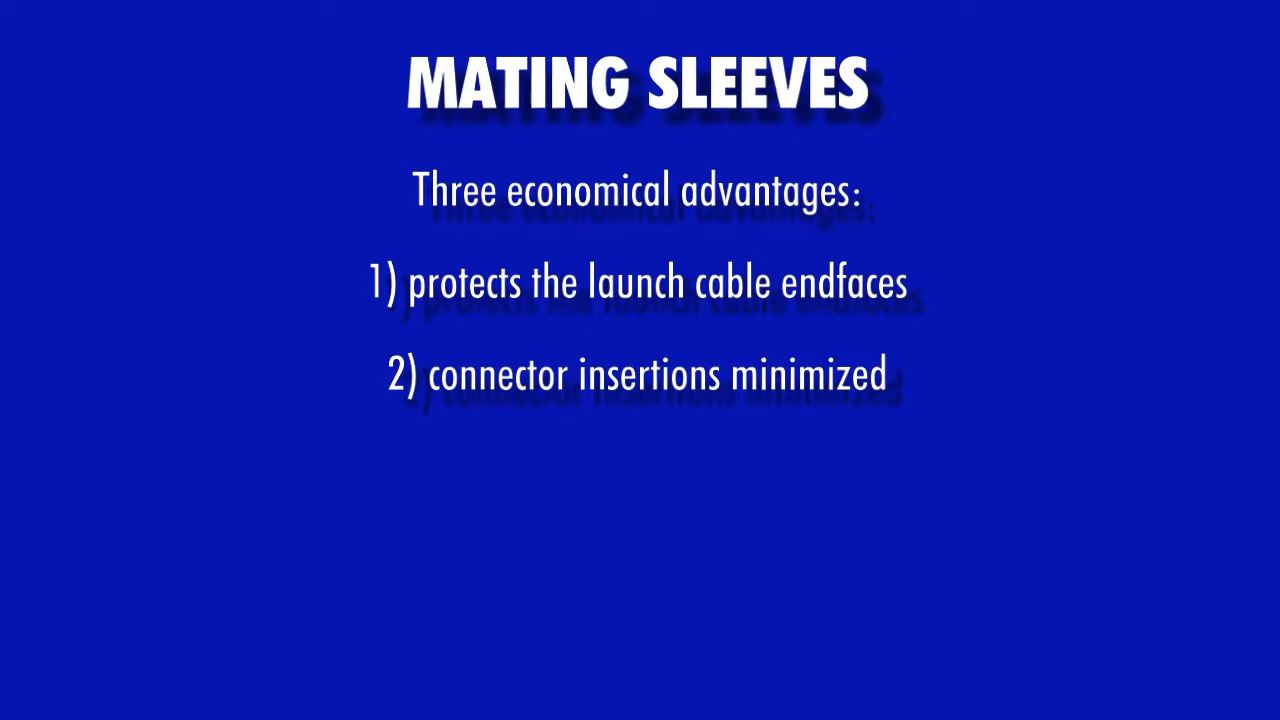 MATING SLEEVES
Three economical advantages:
1) protects the launch cable endfaces
2) connector insertions minimized